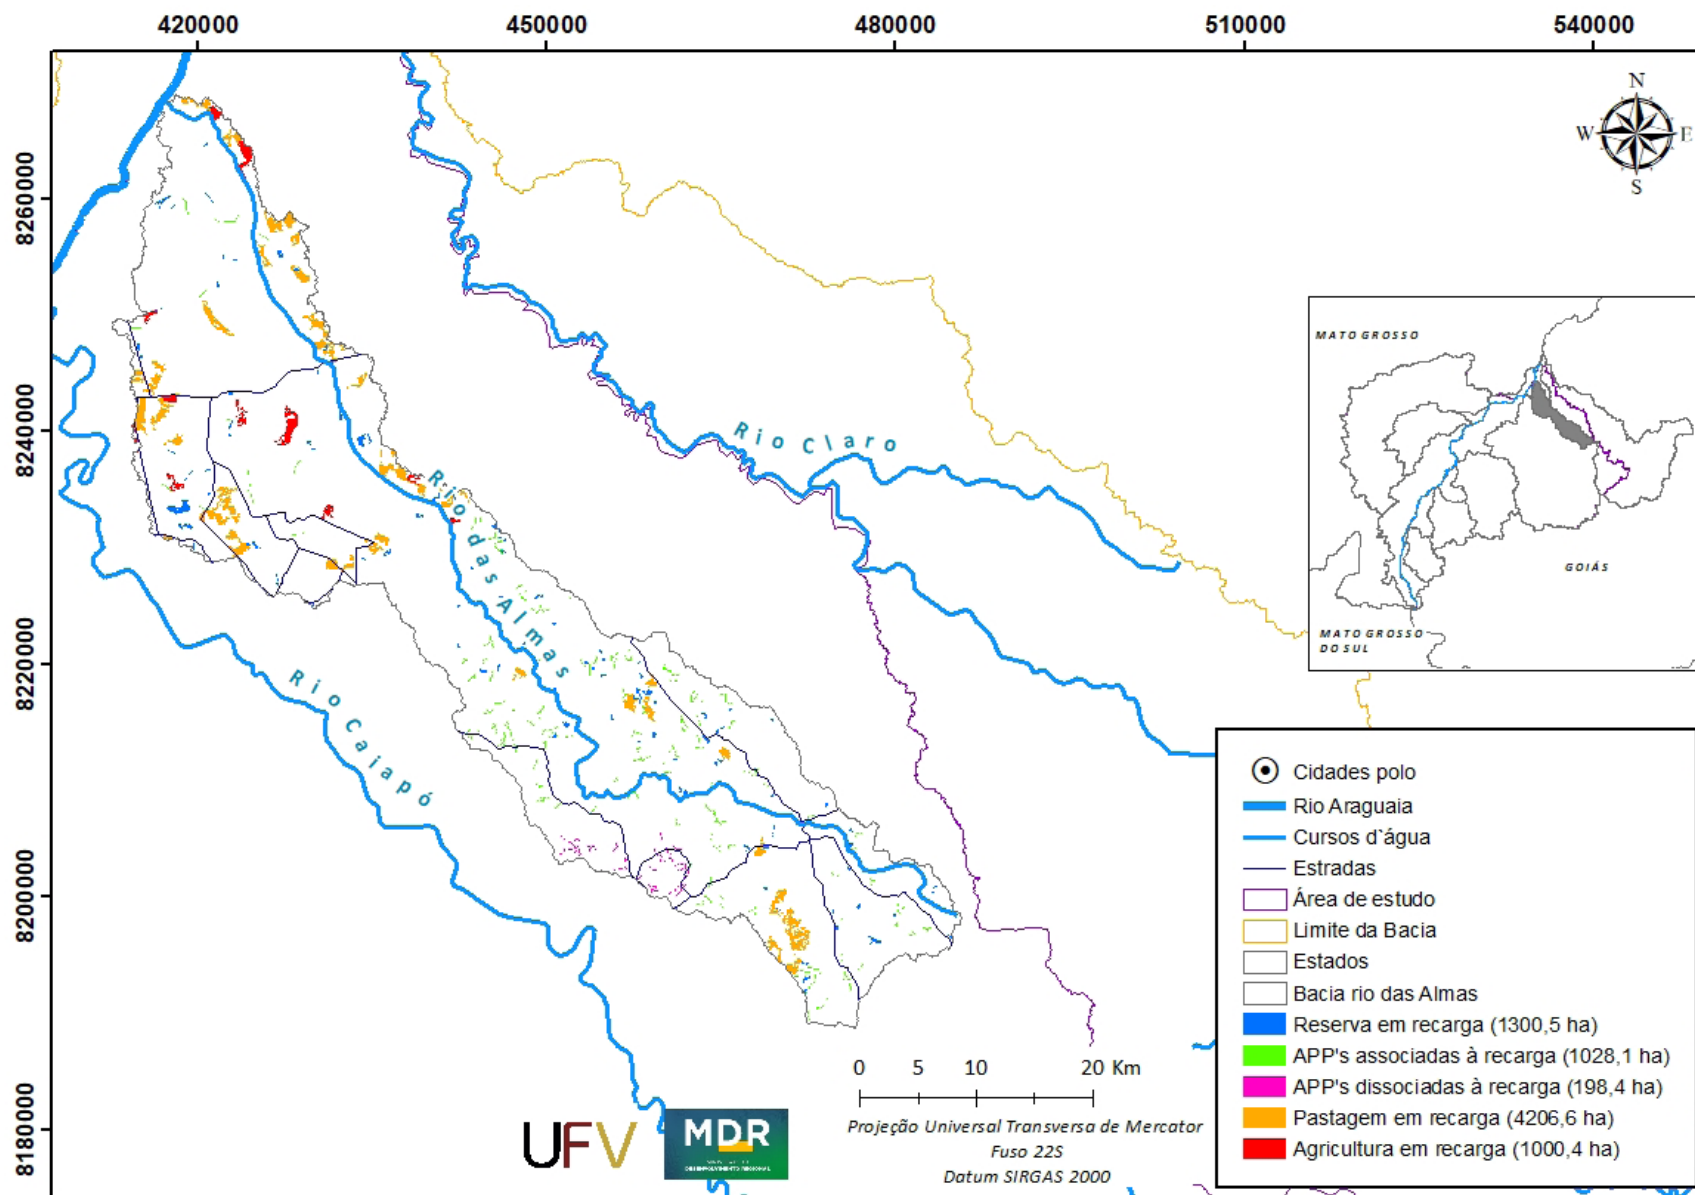 420000 450000 480000 510000 540000
8260000
8240000
8220000
8200000
8180000
N
W E
S
Rio Claro
Rio das Almas
Rio Caiapó
MATO GROSSO
GOIÁS
MATO GROSSO
DO SUL
Cidades polo
Rio Araguaia
Cursos d`água
Estradas
Área de estudo
Limite da Bacia
Estados
Bacia rio das Almas
Reserva em recarga (1300,5 ha)
APP's associadas à recarga (1028,1 ha)
APP's dissociadas à recarga (198,4 ha)
Pastagem em recarga (4206,6 ha)
Agricultura em recarga (1000,4 ha)
0 5 10 20 Km
Projeção Universal Transversa de Mercator
Fuso 22S
Datum SIRGAS 2000
UFV
MDR
DESENVOLVIMENTO REGIONAL